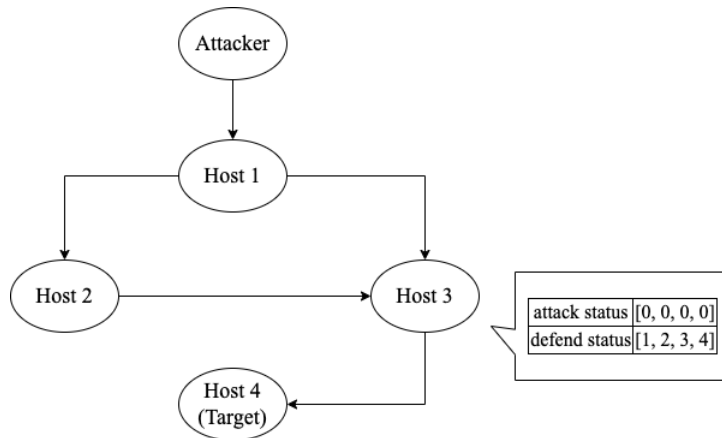 Attacker
Host 1
Host 2
Host 3
attack status [0, 0, 0, 0]
defend status [1, 2, 3, 4]
Host 4
(Target)